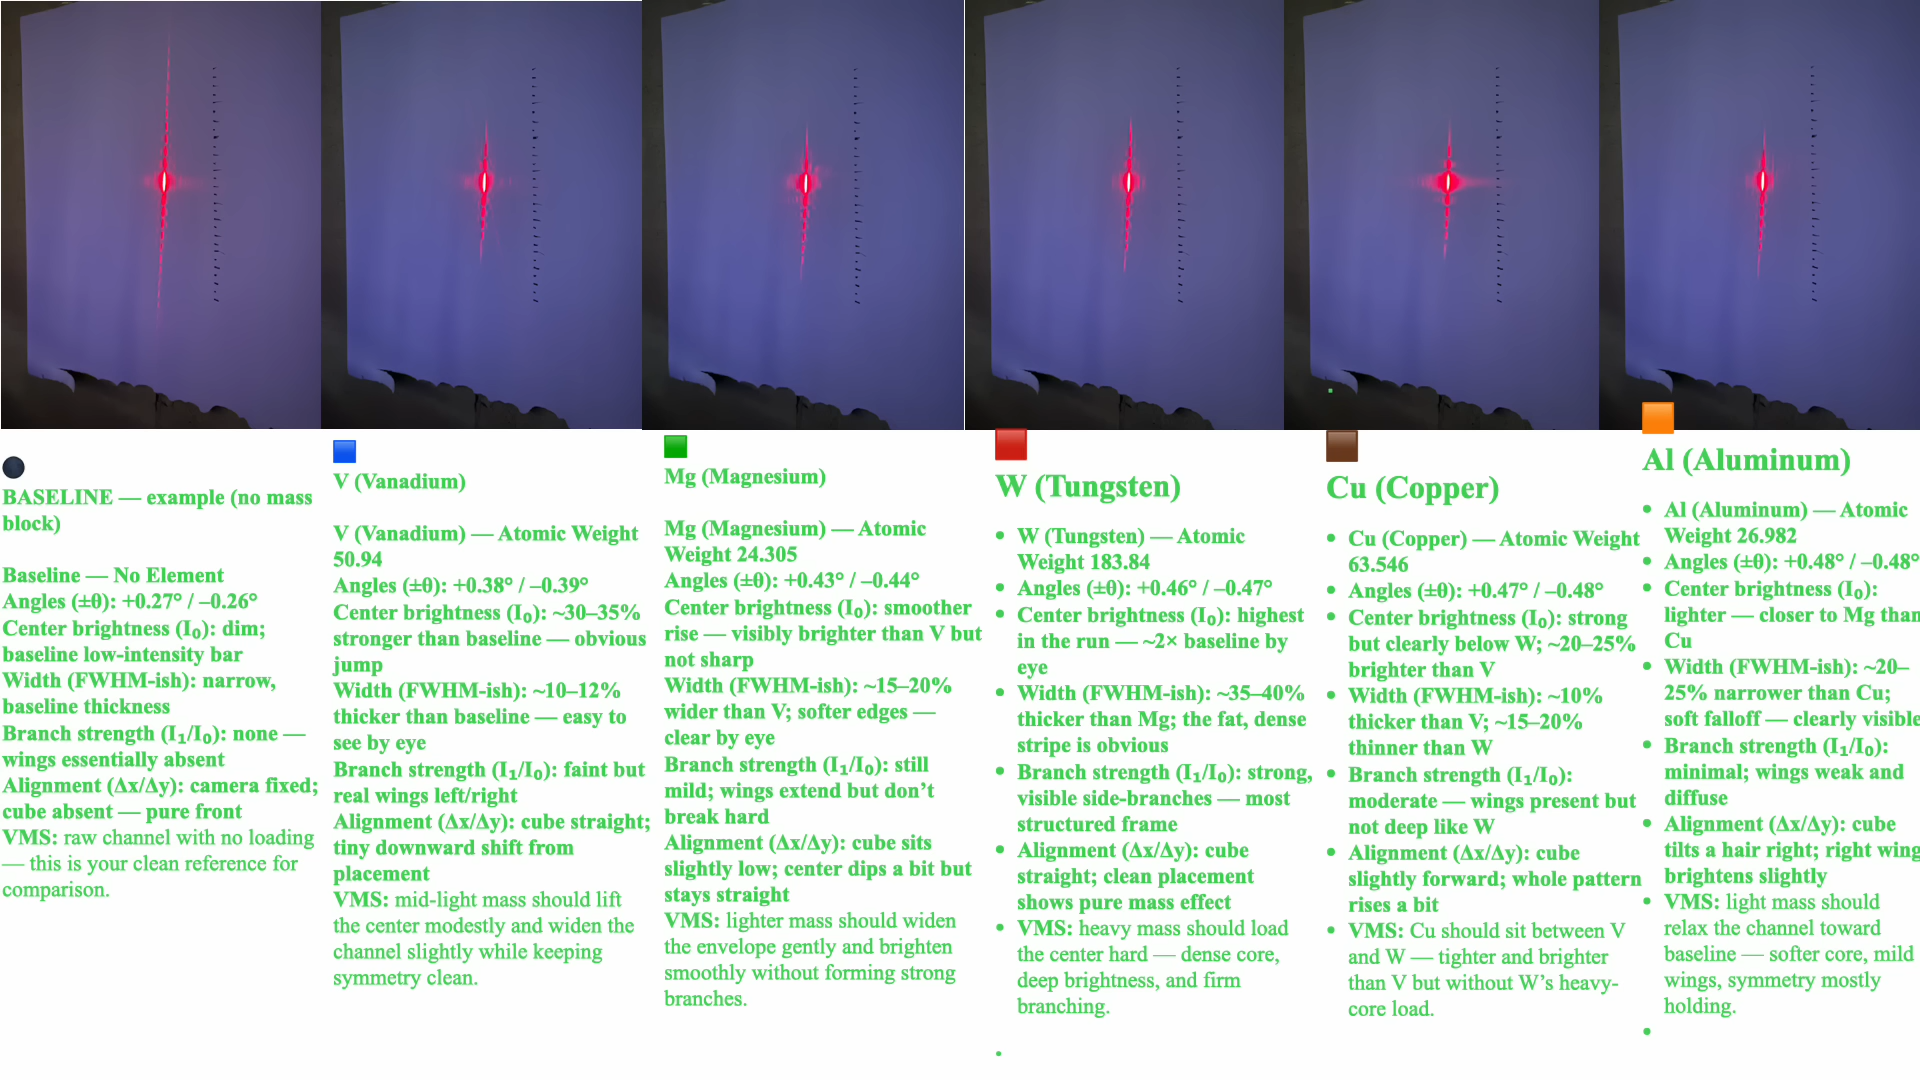 BASELINE — example (no mass
block)
Baseline — No Element
Angles (±θ): +0.27° / –0.26°
Center brightness (I₀): dim;
baseline low-intensity bar
Width (FWHM-ish): narrow,
baseline thickness
Branch strength (I₁/I₀): none —
wings essentially absent
Alignment (Δx/Δy): camera fixed;
cube absent — pure front
VMS: raw channel with no loading
— this is your clean reference for
comparison.
V (Vanadium)
V (Vanadium) — Atomic Weight
50.94
Angles (±θ): +0.38° / –0.39°
Center brightness (I₀): ~30–35%
stronger than baseline — obvious
jump
Width (FWHM-ish): ~10–12%
thicker than baseline — easy to
see by eye
Branch strength (I₁/I₀): faint but
real wings left/right
Alignment (Δx/Δy): cube straight;
tiny downward shift from
placement
VMS: mid-light mass should lift
the center modestly and widen the
channel slightly while keeping
symmetry clean.
Mg (Magnesium)
Mg (Magnesium) — Atomic
Weight 24.305
Angles (±θ): +0.43° / –0.44°
Center brightness (I₀): smoother
rise — visibly brighter than V but
not sharp
Width (FWHM-ish): ~15–20%
wider than V; softer edges —
clear by eye
Branch strength (I₁/I₀): still
mild; wings extend but don’t
break hard
Alignment (Δx/Δy): cube sits
slightly low; center dips a bit but
stays straight
VMS: lighter mass should widen
the envelope gently and brighten
smoothly without forming strong
branches.
W (Tungsten)
• W (Tungsten) — Atomic
Weight 183.84
• Angles (±θ): +0.46° / –0.47°
• Center brightness (I₀): highest
in the run — ~2× baseline by
eye
• Width (FWHM-ish): ~35–40%
thicker than Mg; the fat, dense
stripe is obvious
• Branch strength (I₁/I₀): strong,
visible side-branches — most
structured frame
• Alignment (Δx/Δy): cube
straight; clean placement
shows pure mass effect
• VMS: heavy mass should load
the center hard — dense core,
deep brightness, and firm
branching.
Cu (Copper)
• Cu (Copper) — Atomic Weight
63.546
• Angles (±θ): +0.47° / –0.48°
• Center brightness (I₀): strong
but clearly below W; ~20–25%
brighter than V
• Width (FWHM-ish): ~10%
thicker than V; ~15–20%
thinner than W
• Branch strength (I₁/I₀):
moderate — wings present but
not deep like W
• Alignment (Δx/Δy): cube
slightly forward; whole pattern
rises a bit
• VMS: Cu should sit between V
and W — tighter and brighter
than V but without W’s heavy-
core load.
Al (Aluminum)
• Al (Aluminum) — Atomic
Weight 26.982
• Angles (±θ): +0.48° / –0.48°
• Center brightness (I₀):
lighter — closer to Mg than
Cu
• Width (FWHM-ish): ~20–
25% narrower than Cu;
soft falloff — clearly visible
• Branch strength (I₁/I₀):
minimal; wings weak and
diffuse
• Alignment (Δx/Δy): cube
tilts a hair right; right wing
brightens slightly
• VMS: light mass should
relax the channel toward
baseline — softer core, mild
wings, symmetry mostly
holding.